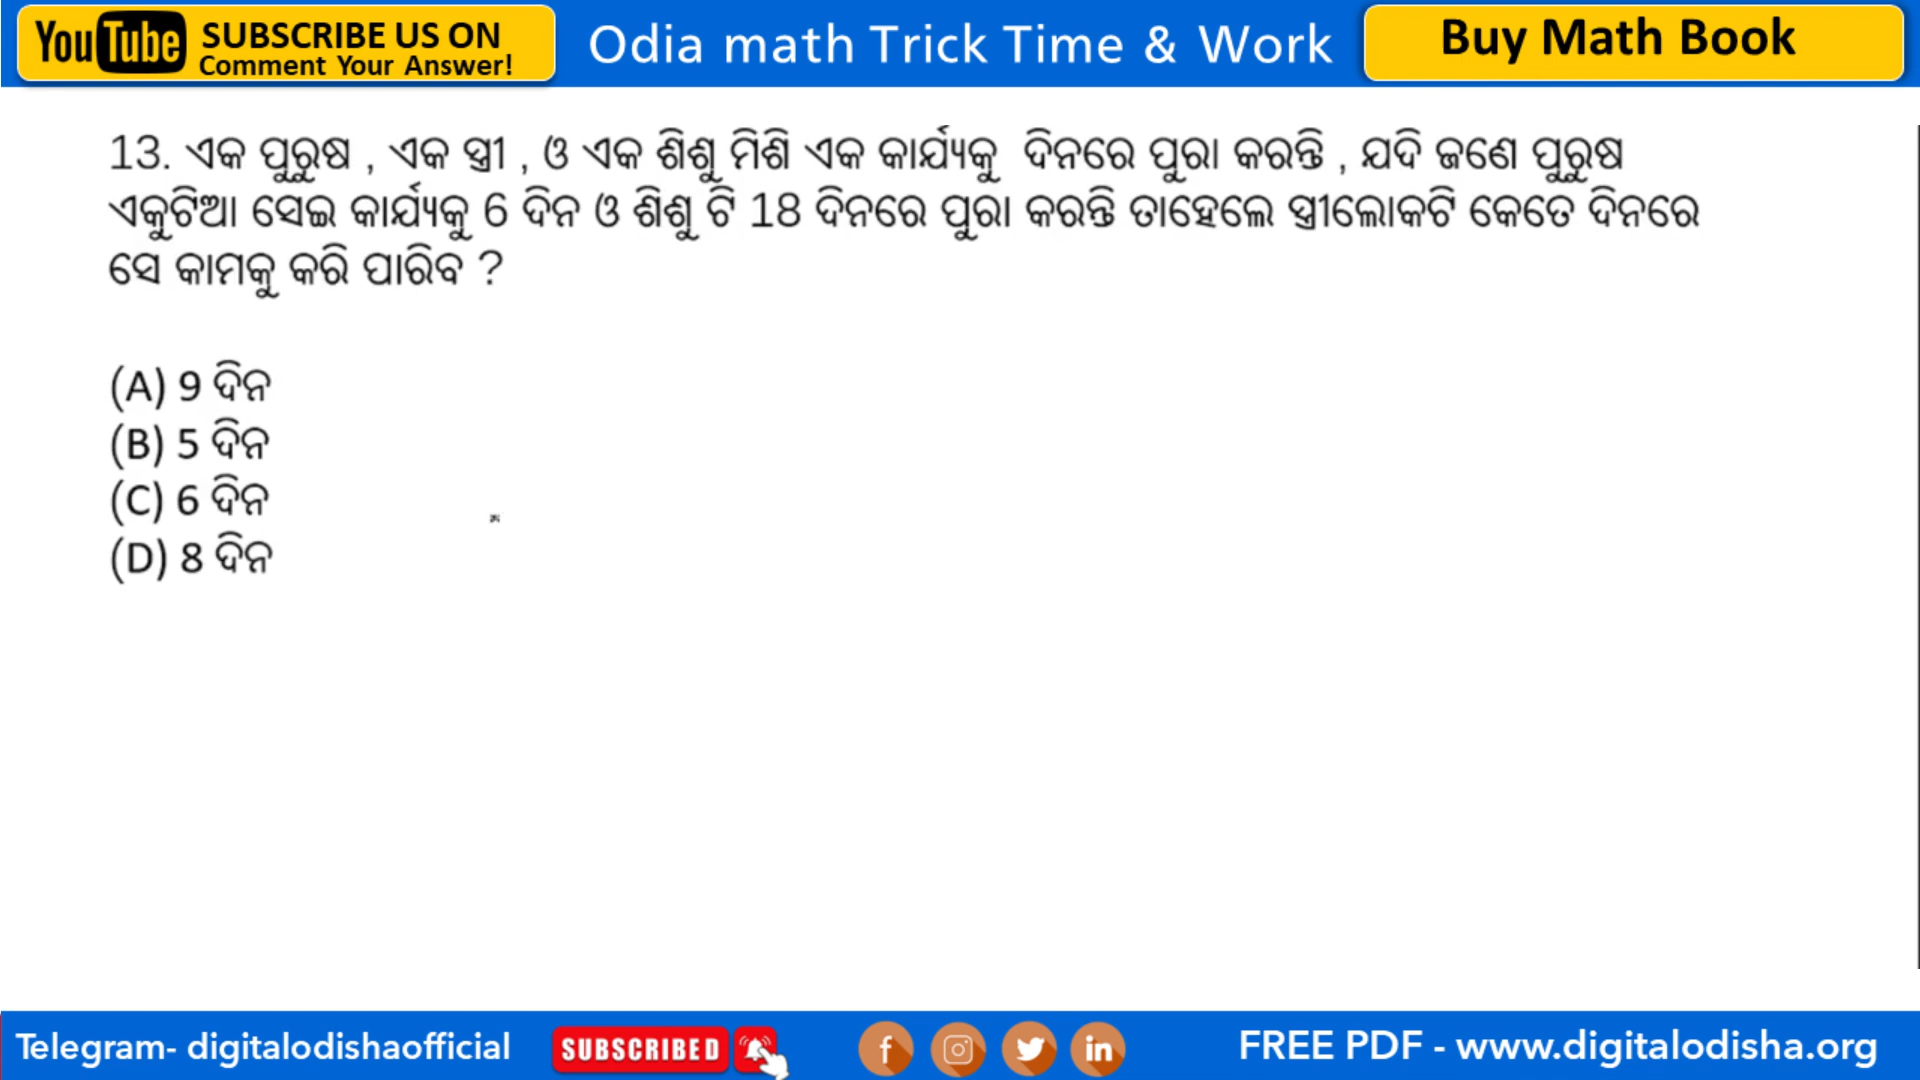 YouTube SUBSCRIBE US ON
Comment Your Answer!
Odia math Trick Time & Work
Buy Math Book
13. ଏକ ପୁରୁଷ , ଏକ ସ୍ତ୍ରୀ , ଓ ଏକ ଶିଶୁ ମିଶି ଏକ କାର୍ଯ୍ୟକୁ ଦିନରେ ପୁରା କରନ୍ତି , ଯଦି ଜଣେ ପୁରୁଷ
ଏକୁଟିଆ ସେଇ କାର୍ଯ୍ୟକୁ 6 ଦିନ ଓ ଶିଶୁ ଟି 18 ଦିନରେ ପୁରା କରନ୍ତି ତାହେଲେ ସ୍ତ୍ରୀଲୋକଟି କେତେ ଦିନରେ
ସେ କାମକୁ କରି ପାରିବ ?
(A) 9 ଦିନ
(B) 5 ଦିନ
(C) 6 ଦିନ
(D) 8 ଦିନ
Telegram- digitalodishaofficial
SUBSCRIBED
FREE PDF - www.digitalodisha.org